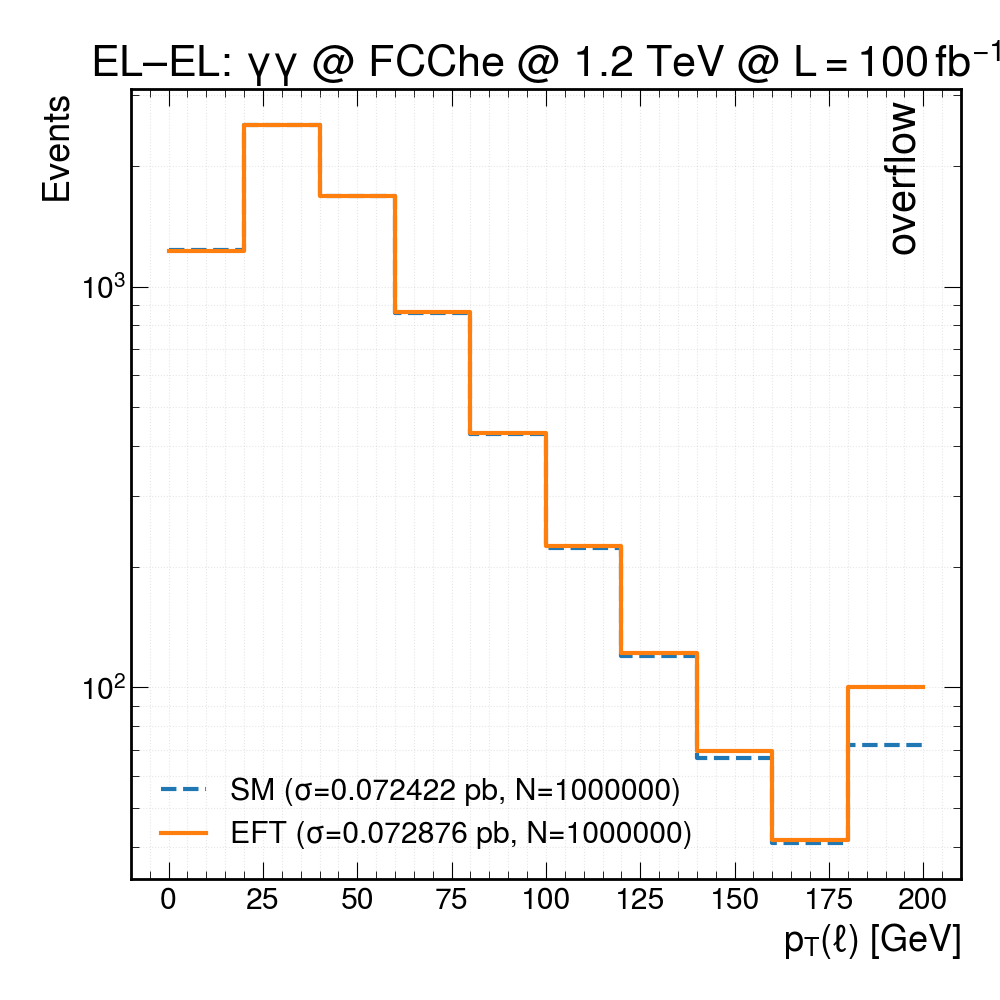 EL–EL: γγ @ FCChe @ 1.2 TeV @ L = 100 fb⁻¹
Events
overflow
10³
10²
SM (σ=0.072422 pb, N=1000000)
EFT (σ=0.072876 pb, N=1000000)
0 25 50 75 100 125 150 175 200
p_T(ℓ) [GeV]